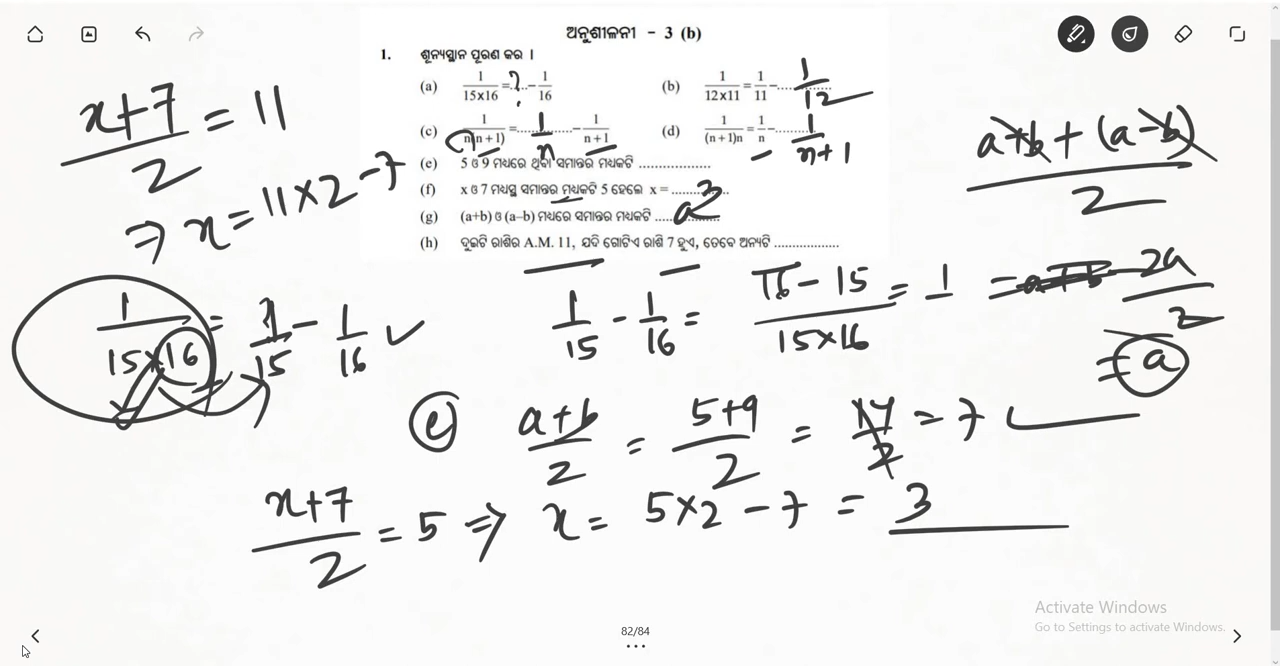 ଅନୁଶୀଳନୀ - 3 (b)
1. ଶୂନ୍ୟସ୍ଥାନ ପୂରଣ କର ।
(a) 1/(15×16) = ..?.. - 1/16
(b) 1/(12×11) = 1/11 - 1/12
(c) 1/(n(n+1)) = 1/n - 1/(n+1)
(d) 1/((n+1)n) = 1/n - 1/(n+1)
(e) 5 ଓ 9 ମଧ୍ୟରେ ଥିବା ସମାନ୍ତର ମଧ୍ୟକଟି ....................
(f) x ଓ 7 ମଧ୍ୟସ୍ଥ ସମାନ୍ତର ମଧ୍ୟକଟି 5 ହେଲେ x = ....3....
(g) (a+b) ଓ (a–b) ମଧ୍ୟରେ ସମାନ୍ତର ମଧ୍ୟକଟି ....a....
(h) ଦୁଇଟି ରାଶିର A.M. 11, ଯଦି ଗୋଟିଏ ରାଶି 7 ହୁଏ, ତେବେ ଅନ୍ୟଟି ..................
(x+7)/2 = 11
⇒ x = 11×2-7
(a+b + (a-b))/2
= 2a/2
= a
1/(15×16) = 1/15 - 1/16 ✓
1/15 - 1/16 = (16-15)/(15×16) = 1
(e) (a+b)/2 = (5+9)/2 = 14/2 = 7
(x+7)/2 = 5 ⇒ x = 5×2-7 = 3
Activate Windows
Go to Settings to activate Windows.
82/84